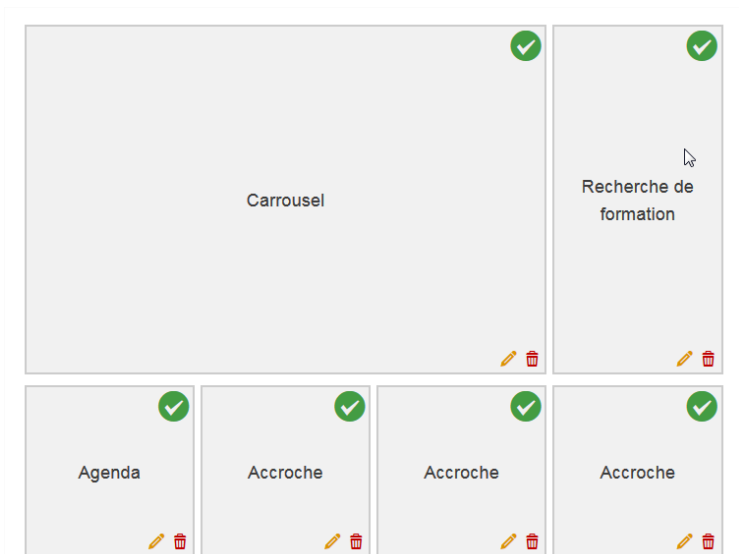 Carrousel
Recherche de
formation
Agenda
Accroche
Accroche
Accroche